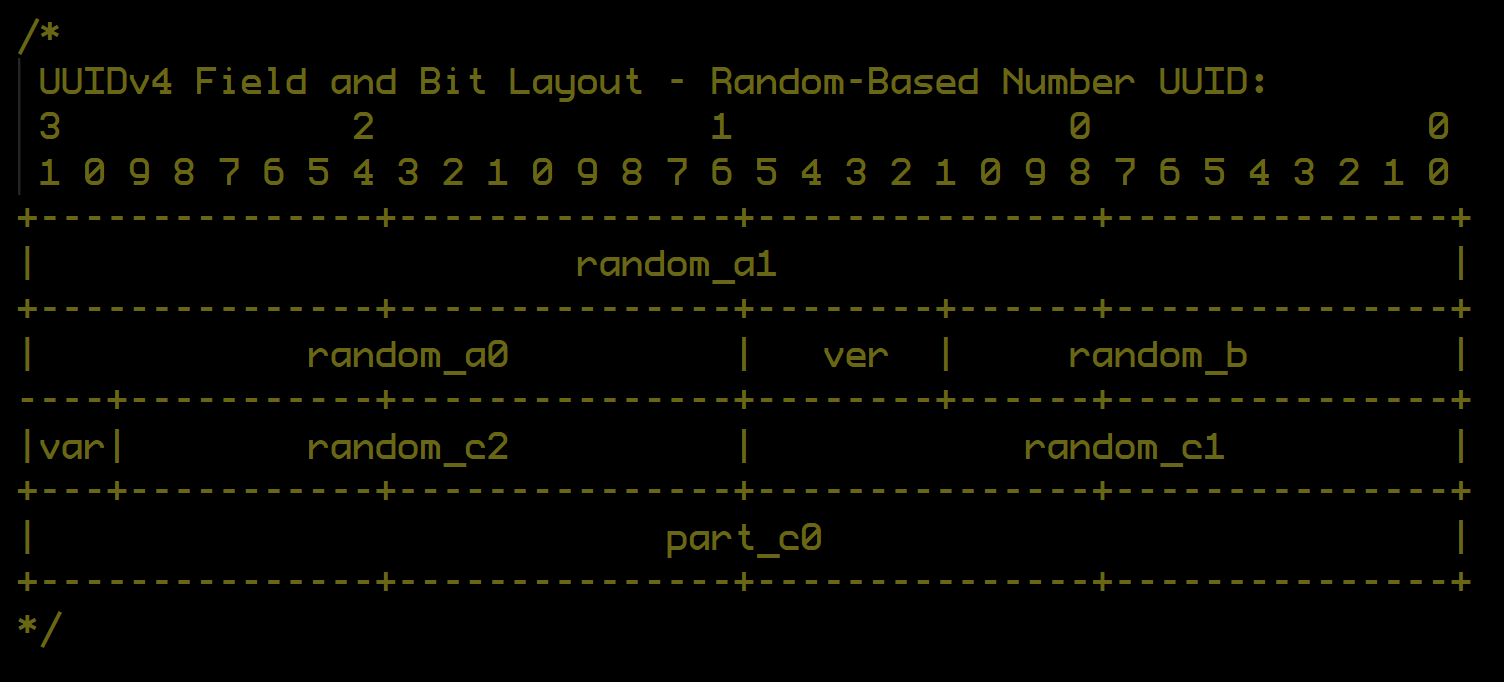 /*
 UUIDv4 Field and Bit Layout - Random-Based Number UUID:
 3             2               1               0               0
 1 0 9 8 7 6 5 4 3 2 1 0 9 8 7 6 5 4 3 2 1 0 9 8 7 6 5 4 3 2 1 0
+---------------+---------------+---------------+---------------+
|                        random_a1                              |
+---------------+---------------+--------+------+---------------+
|            random_a0          |   ver  |     random_b         |
----+-----------+---------------+--------+------+---------------+
|var|        random_c2          |            random_c1          |
+---+-----------+---------------+---------------+---------------+
|                            part_c0                            |
+---------------+---------------+---------------+---------------+
*/